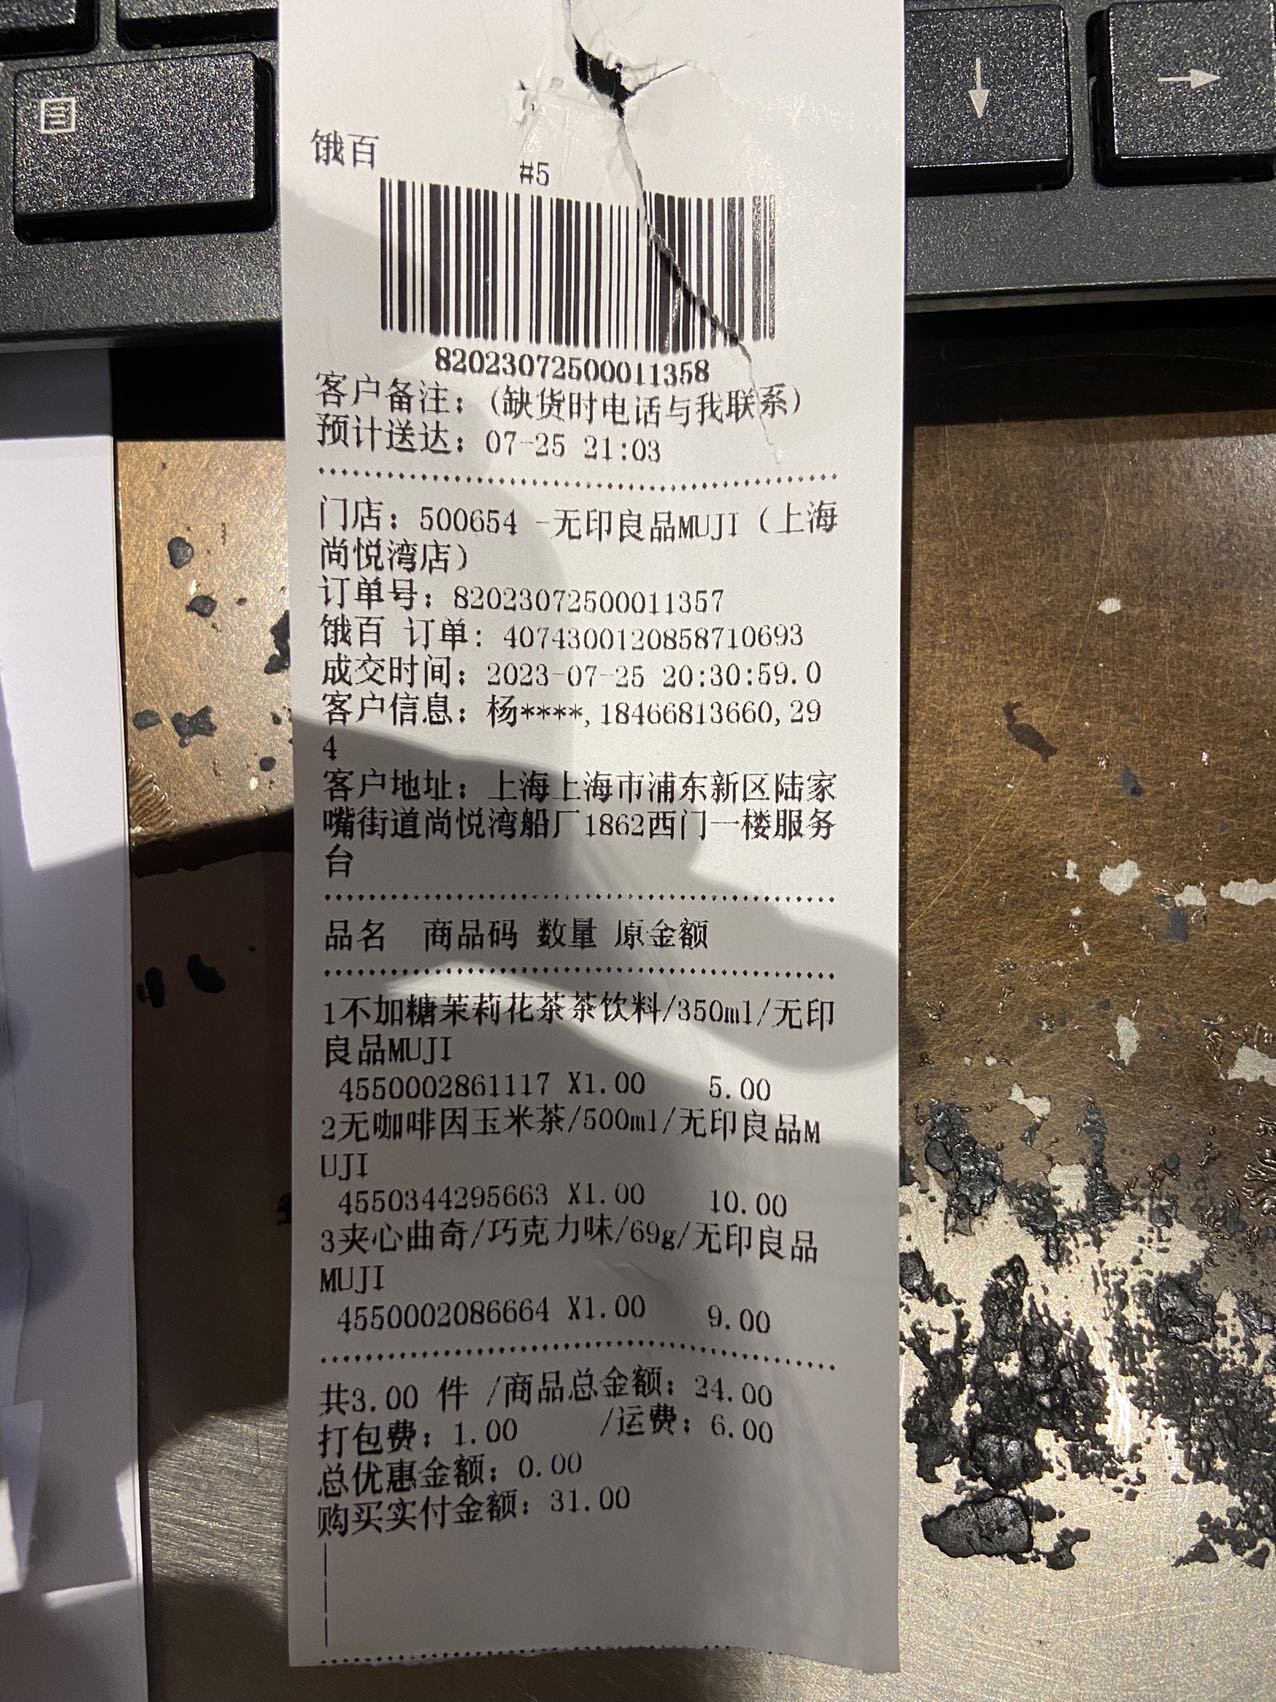 饿百
#5
82023072500011358
客户备注：(缺货时电话与我联系)
预计送达：07-25 21:03
门店：500654 -无印良品MUJI（上海
尚悦湾店）
订单号：82023072500011357
饿百 订单: 4074300120858710693
成交时间：2023-07-25 20:30:59.0
客户信息：杨****,18466813660,29
4
客户地址：上海上海市浦东新区陆家
嘴街道尚悦湾船厂1862西门一楼服务
台
品名 商品码 数量 原金额
1不加糖茉莉花茶茶饮料/350ml/无印
良品MUJI
4550002861117 X1.00 5.00
2无咖啡因玉米茶/500ml/无印良品M
UJI
4550344295663 X1.00 10.00
3夹心曲奇/巧克力味/69g/无印良品
MUJI
4550002086664 X1.00 9.00
共3.00 件 /商品总金额：24.00
打包费：1.00 /运费：6.00
总优惠金额：0.00
购买实付金额：31.00